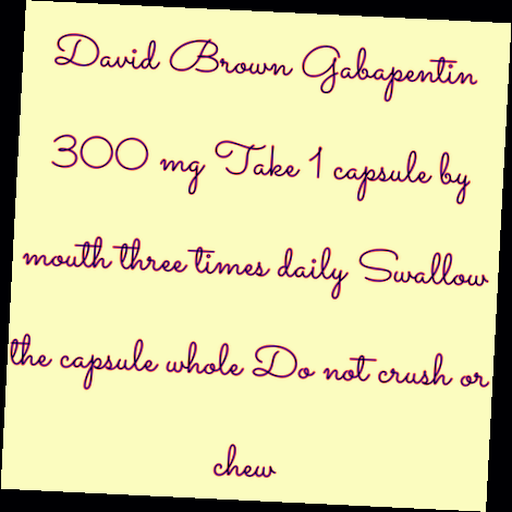 David Brown Gabapentin
300 mg Take 1 capsule by
mouth three times daily Swallow
the capsule whole Do not crush or
chew